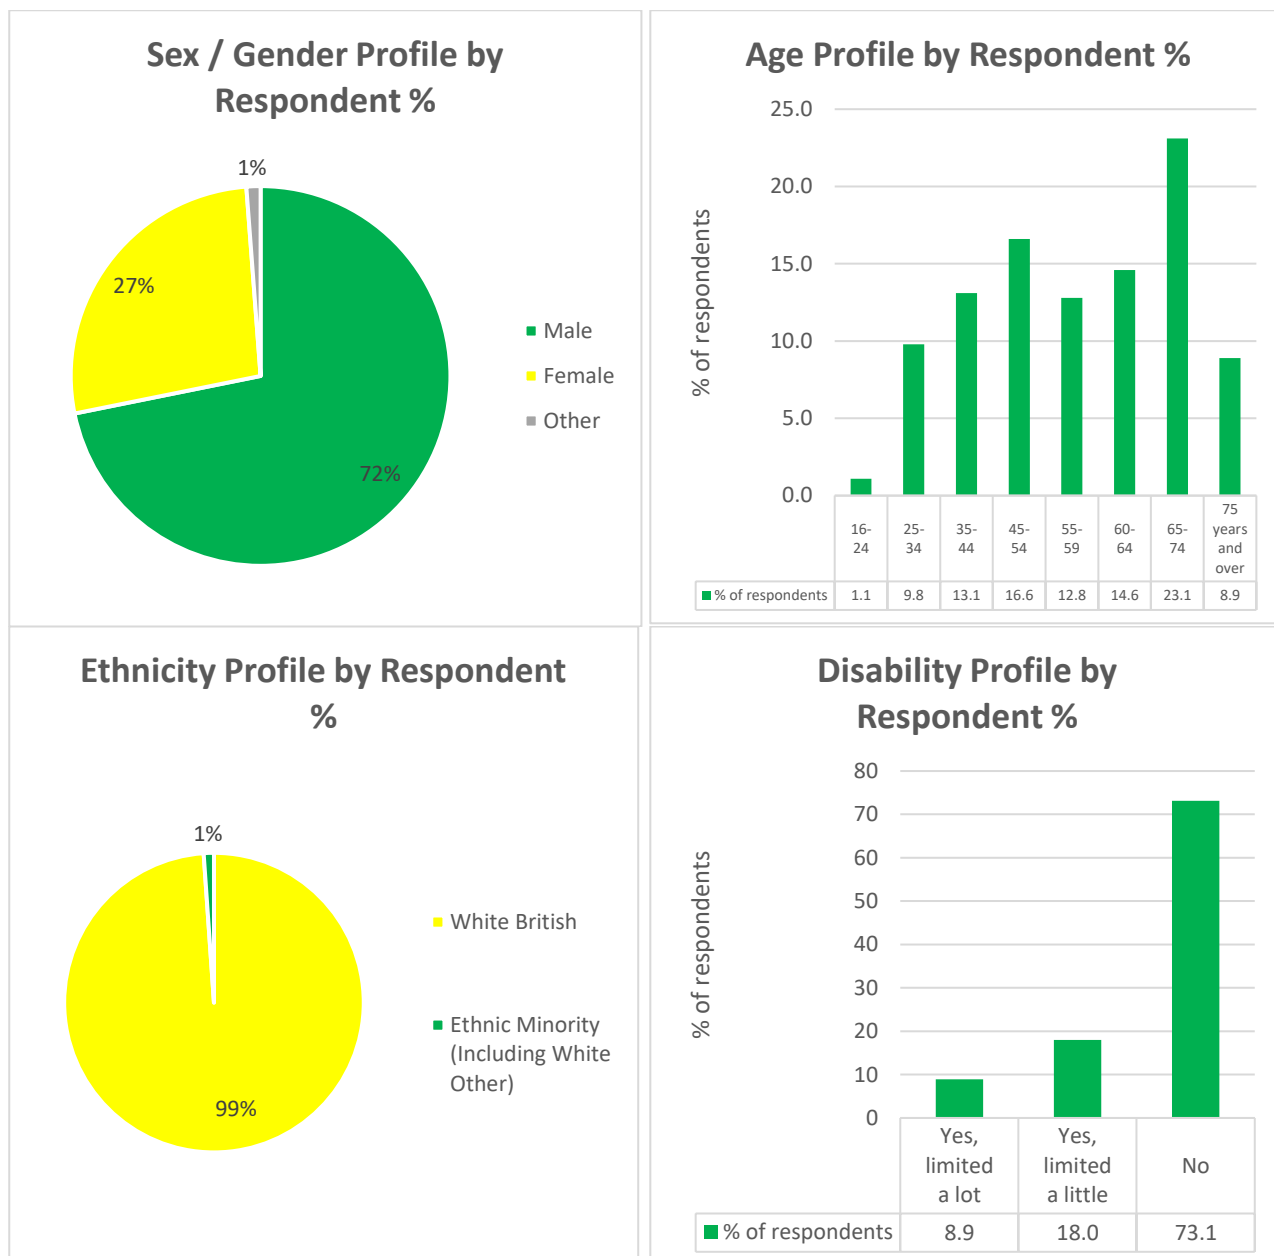 Sex / Gender Profile by
Respondent %
1%
27%
72%
Male
Female
Other
Age Profile by Respondent %
% of respondents
25.0
20.0
15.0
10.0
5.0
0.0
16-
24
25-
34
35-
44
45-
54
55-
59
60-
64
65-
74
75
years
and
over
% of respondents 1.1 9.8 13.1 16.6 12.8 14.6 23.1 8.9
Ethnicity Profile by Respondent
%
1%
99%
White British
Ethnic Minority
(Including White
Other)
Disability Profile by
Respondent %
% of respondents
80
70
60
50
40
30
20
10
0
Yes,
limited
a lot
Yes,
limited
a little
No
% of respondents 8.9 18.0 73.1